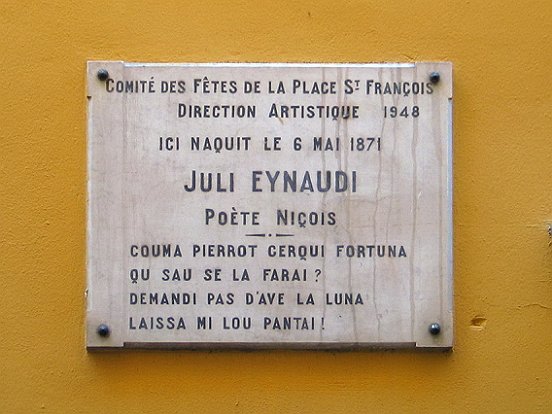 COMITÉ DES FÊTES DE LA PLACE ST FRANÇOIS
DIRECTION ARTISTIQUE 1948
ICI NAQUIT LE 6 MAI 1871
JULI EYNAUDI
POÈTE NIÇOIS
COUMA PIERROT CERQUI FORTUNA
QU SAU SE LA FARAI?
DEMANDI PAS D'AVE LA LUNA
LAISSA MI LOU PANTAI!